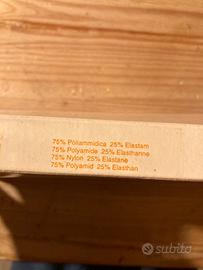 75% Poliammidica 25% Elastam
75% Polyamide 25% Elasthanne
75% Nylon 25% Elastane
75% Polyamid 25% Elasthan
subito